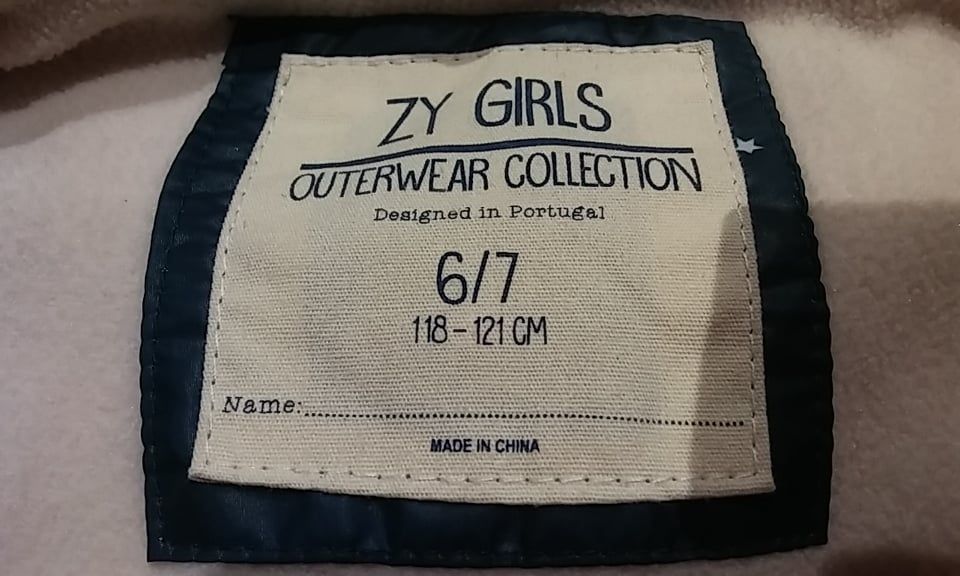 ZY GIRLS
OUTERWEAR COLLECTION
Designed in Portugal
6/7
118-121 CM
Name:................................................................
MADE IN CHINA